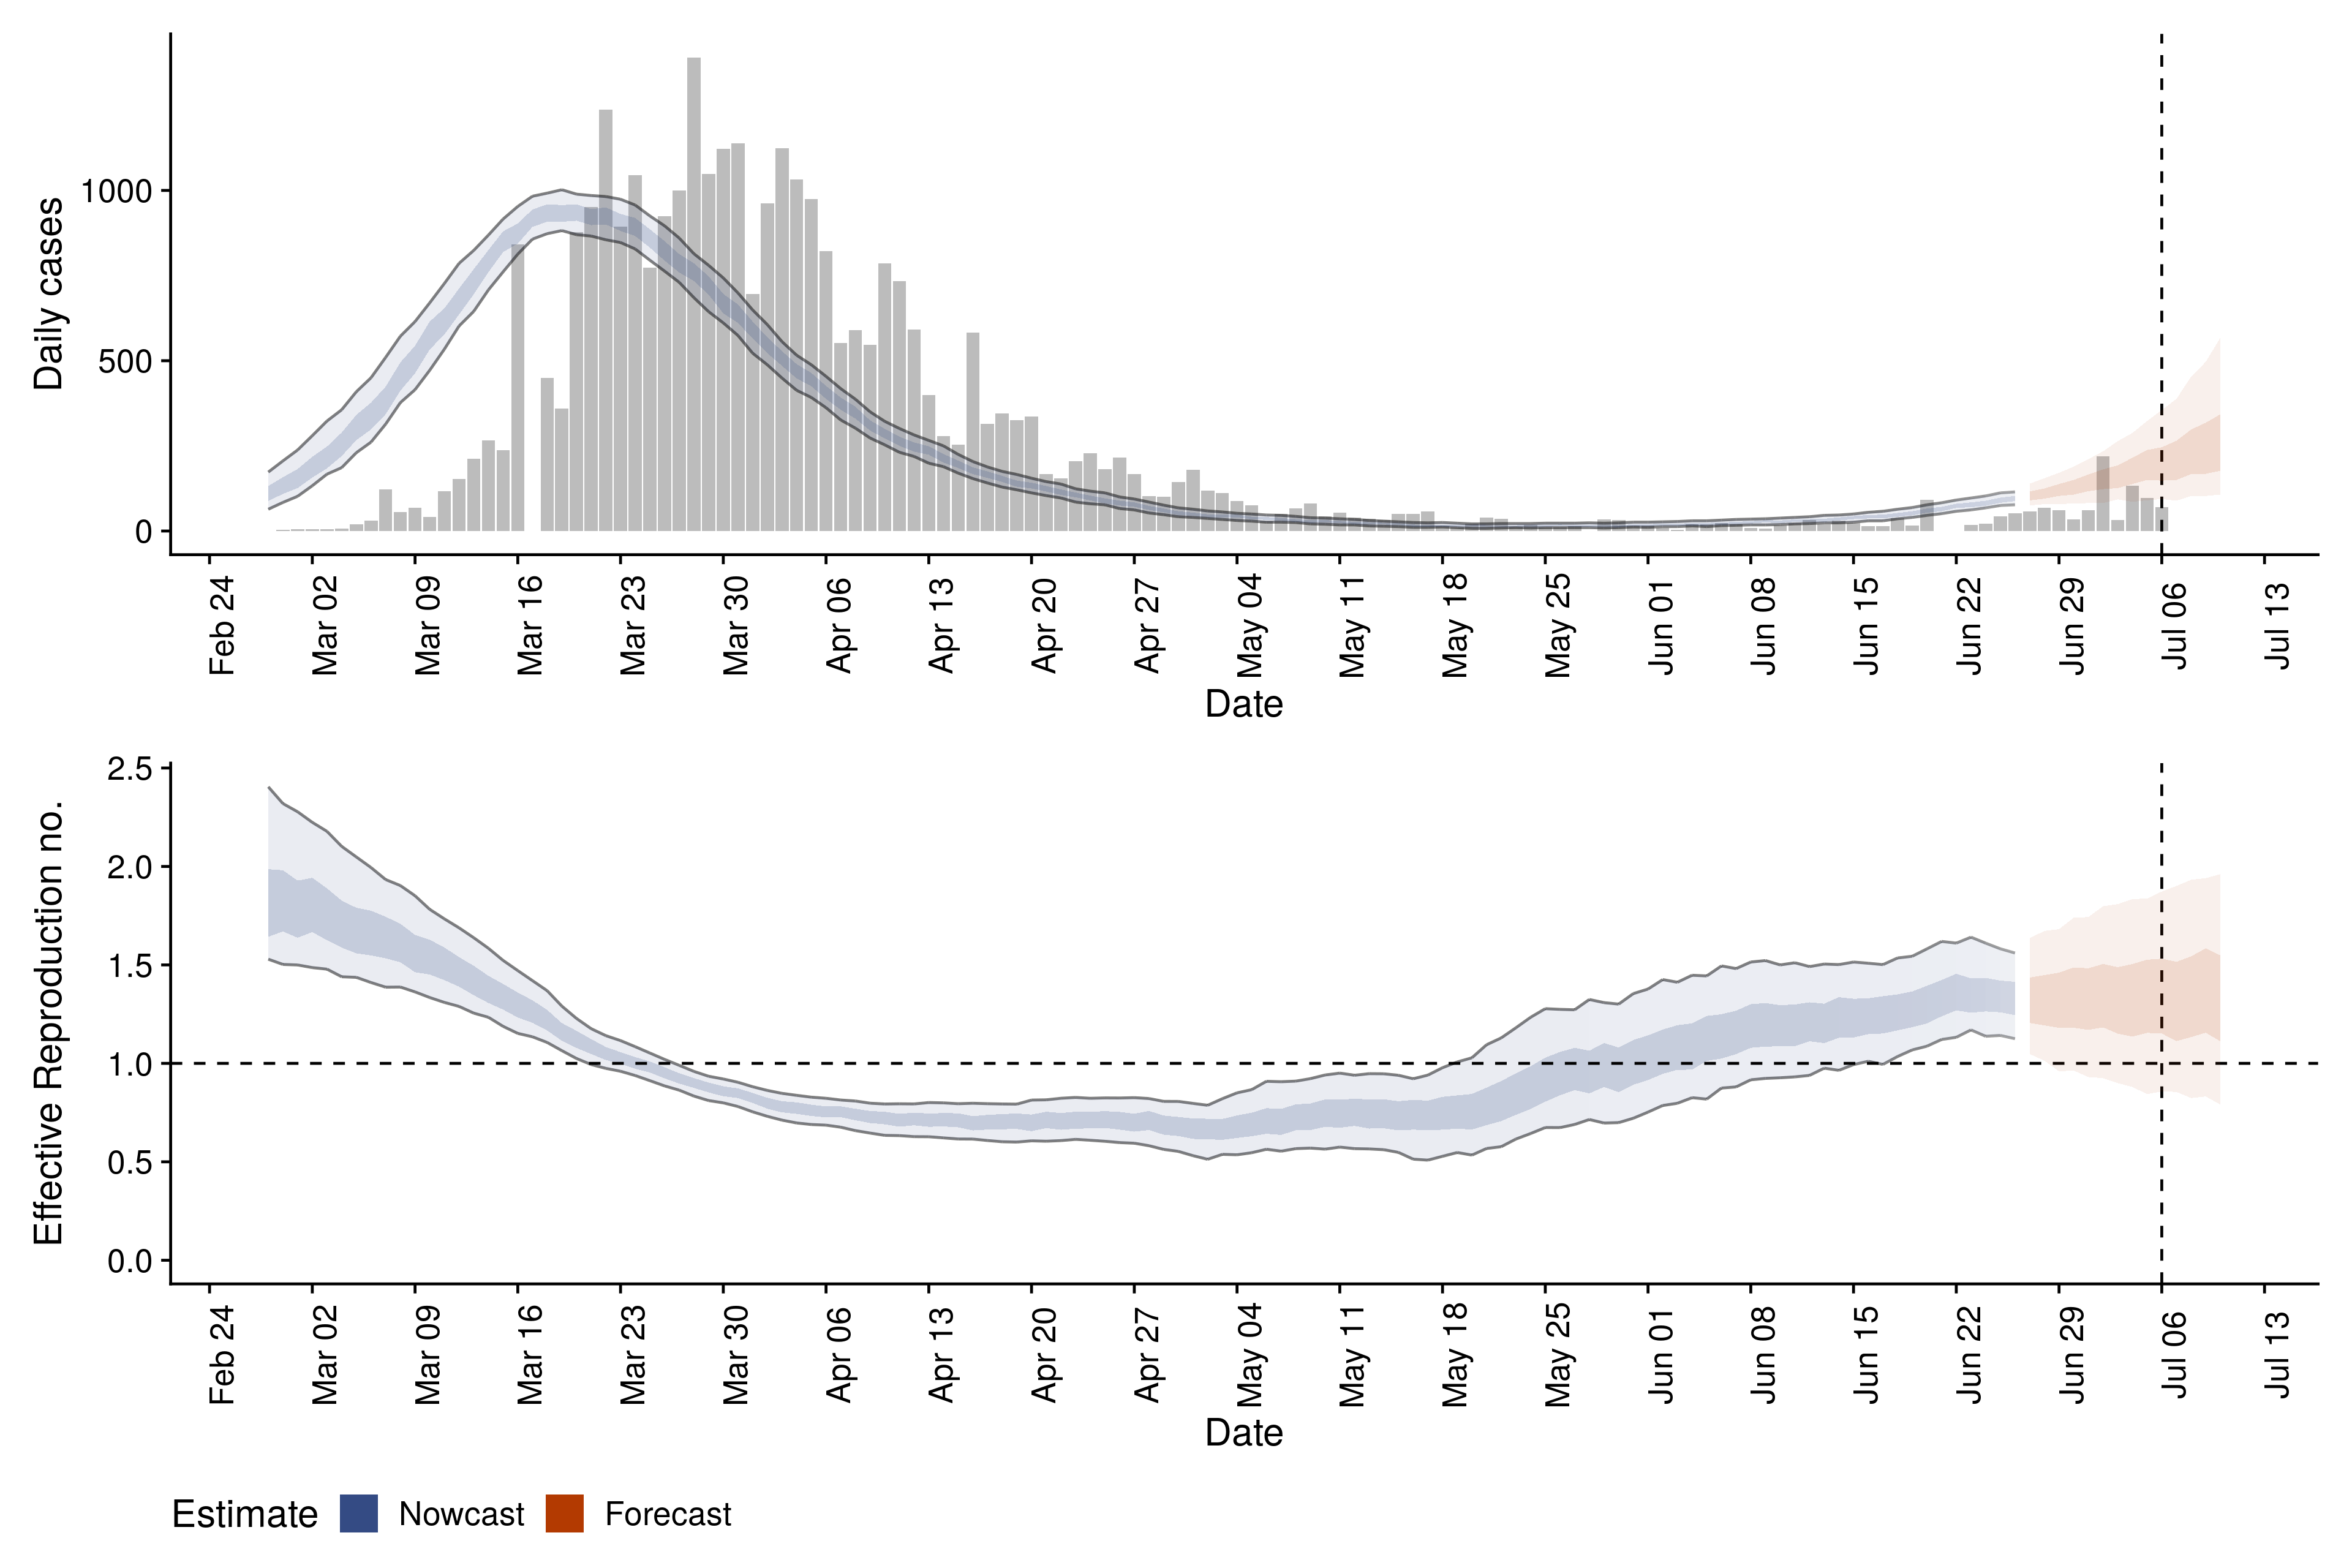 Daily cases
1000
500
0
Feb 24 Mar 02 Mar 09 Mar 16 Mar 23 Mar 30 Apr 06 Apr 13 Apr 20 Apr 27 May 04 May 11 May 18 May 25 Jun 01 Jun 08 Jun 15 Jun 22 Jun 29 Jul 06 Jul 13
Date
Effective Reproduction no.
2.5
2.0
1.5
1.0
0.5
0.0
Feb 24 Mar 02 Mar 09 Mar 16 Mar 23 Mar 30 Apr 06 Apr 13 Apr 20 Apr 27 May 04 May 11 May 18 May 25 Jun 01 Jun 08 Jun 15 Jun 22 Jun 29 Jul 06 Jul 13
Date
Estimate Nowcast Forecast